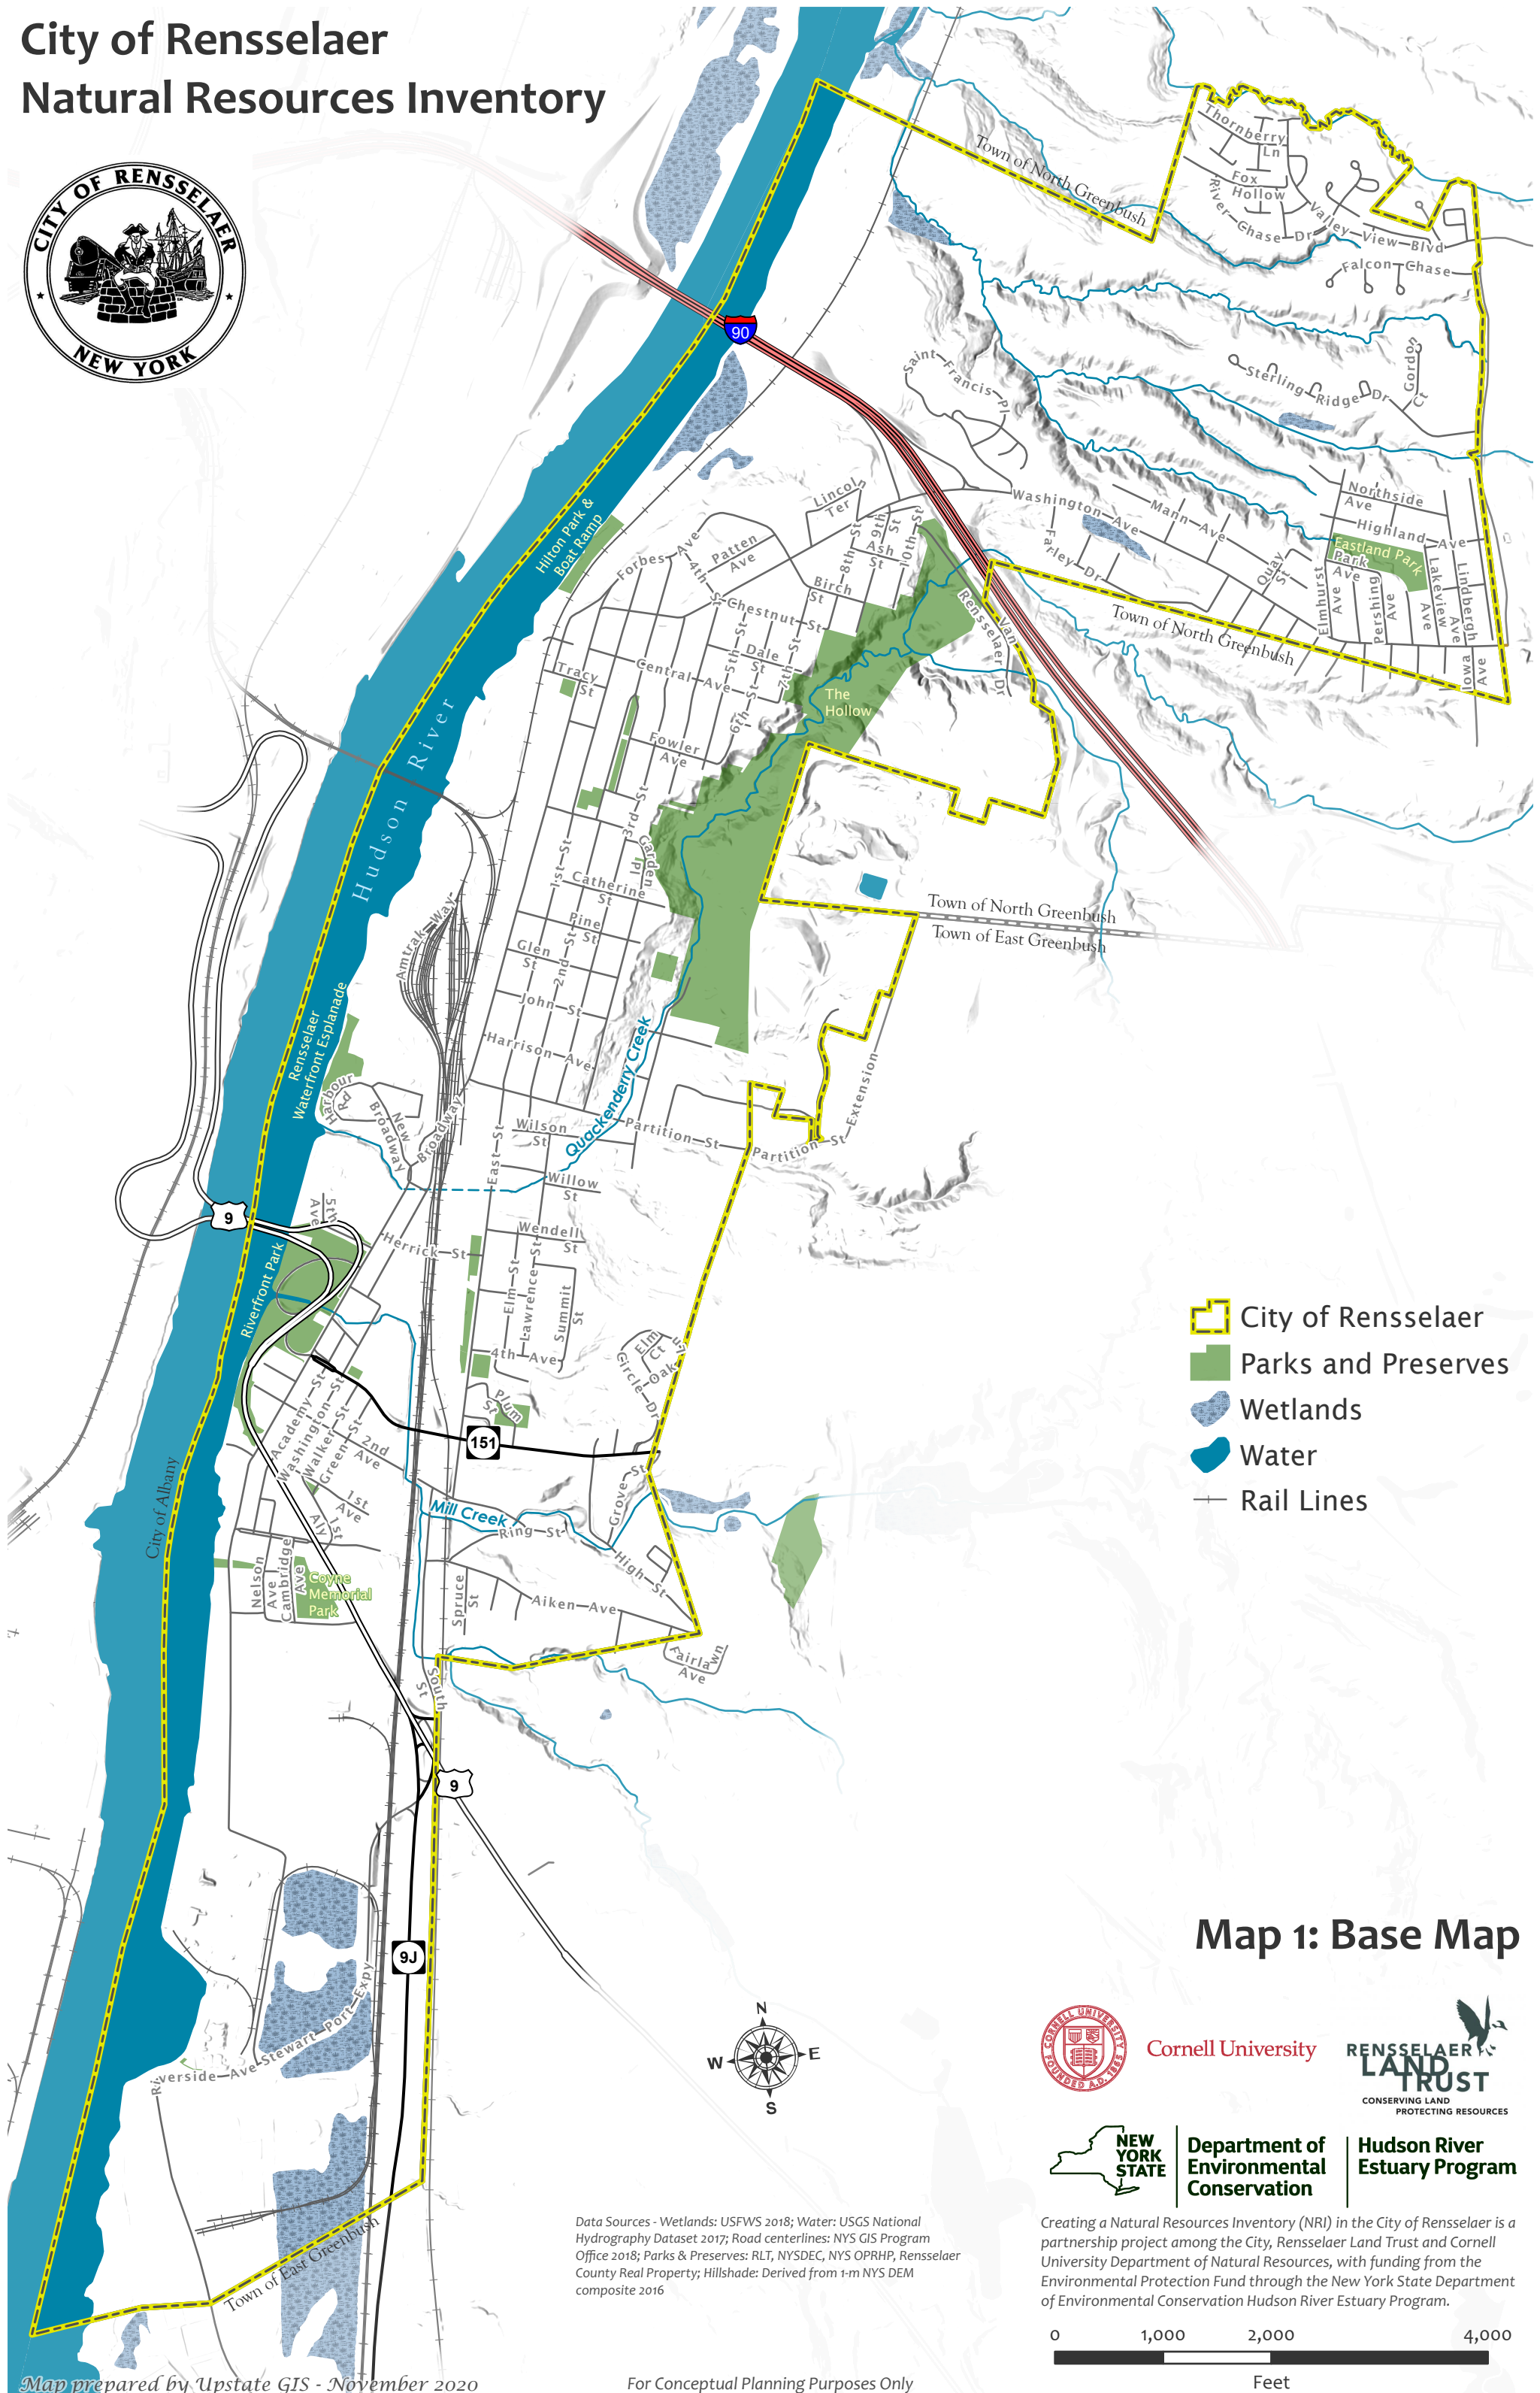 City of Rensselaer
Natural Resources Inventory
CITY OF RENSSELAER
NEW YORK
Town of North Greenbush
Thornberry
Ln
Fox
Hollow
River Chase Dr
Valley View Blvd
Falcon Chase
90
Saint Francis Pl
Sterling Ridge Dr
Gordon
Ct
Hilton Park &
Boat Ramp
Lincoln
Ter
Washington Ave
Mann Ave
Northside
Ave
Highland Ave
Eastland Park
Park
Ave
Farley Dr
Quay
St
Elmhurst
Ave
Pershing
Ave
Lakeview
Ave
Lindbergh
Ave
Iowa
Ave
Forbes Ave
Patten
Ave
4th St
8th St
9th
St
10th St
Ash
St
Birch
St
Chestnut St
5th St
Dale
St
7th St
6th St
Central Ave
Tracy
St
Fowler
Ave
The
Hollow
Van
Rensselaer Dr
Town of North Greenbush
Hudson River
3rd St
Garden
Pl
1st St
Catherine
St
Pine
St
2nd St
Glen
St
John St
Harrison Ave
Amtrak Way
Town of North Greenbush
Town of East Greenbush
Rensselaer
Waterfront Esplanade
Harbour
Rd
New
Broadway
Broadway
Quackenderry Creek
East St
Wilson
St
Partition St
Partition St Extension
Willow
St
9
5th
Ave
Riverfront Park
Herrick St
Wendell
St
Elm St
Lawrence St
Summit
St
4th Ave
Elm
Ct
Circle Dr
Oak
Plum
St
151
Academy St
Washington St
Walker St
Green St
2nd
Ave
1st
Ave
1st
Aly
City of Albany
Mill Creek
Ring St
Grove St
High St
Nelson
Ave
Cambridge
Ave
Coyne
Memorial
Park
Spruce
St
Aiken Ave
Fairlawn
Ave
South
St
9
9J
Riverside Ave
Stewart Port Expy
Town of East Greenbush
City of Rensselaer
Parks and Preserves
Wetlands
Water
Rail Lines
Map 1: Base Map
N
W
E
S
CORNELL UNIVERSITY
FOUNDED A.D. 1865
Cornell University
RENSSELAER
LAND
TRUST
CONSERVING LAND
PROTECTING RESOURCES
NEW
YORK
STATE
Department of
Environmental
Conservation
Hudson River
Estuary Program
Data Sources - Wetlands: USFWS 2018; Water: USGS National
Hydrography Dataset 2017; Road centerlines: NYS GIS Program
Office 2018; Parks & Preserves: RLT, NYSDEC, NYS OPRHP, Rensselaer
County Real Property; Hillshade: Derived from 1-m NYS DEM
composite 2016
Creating a Natural Resources Inventory (NRI) in the City of Rensselaer is a
partnership project among the City, Rensselaer Land Trust and Cornell
University Department of Natural Resources, with funding from the
Environmental Protection Fund through the New York State Department
of Environmental Conservation Hudson River Estuary Program.
0
1,000
2,000
4,000
Feet
Map prepared by Upstate GIS - November 2020
For Conceptual Planning Purposes Only